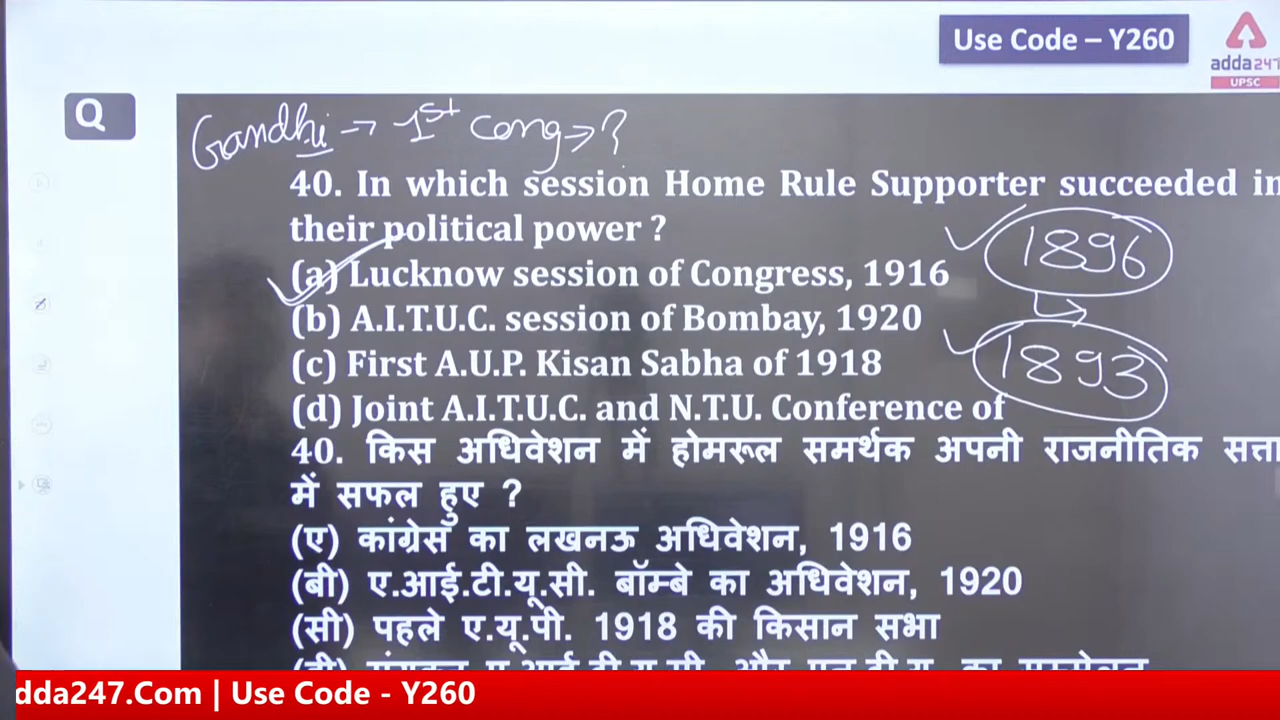 Use Code – Y260
adda247
UPSC
Q
Gandhi → 1st Cong → ?
40. In which session Home Rule Supporter succeeded in
their political power ?
1896
(a) Lucknow session of Congress, 1916
(b) A.I.T.U.C. session of Bombay, 1920
1893
(c) First A.U.P. Kisan Sabha of 1918
(d) Joint A.I.T.U.C. and N.T.U. Conference of
40. किस अधिवेशन में होमरूल समर्थक अपनी राजनीतिक सत्ता
में सफल हुए ?
(ए) कांग्रेस का लखनऊ अधिवेशन, 1916
(बी) ए.आई.टी.यू.सी. बॉम्बे का अधिवेशन, 1920
(सी) पहले ए.यू.पी. 1918 की किसान सभा
dda247.Com | Use Code - Y260